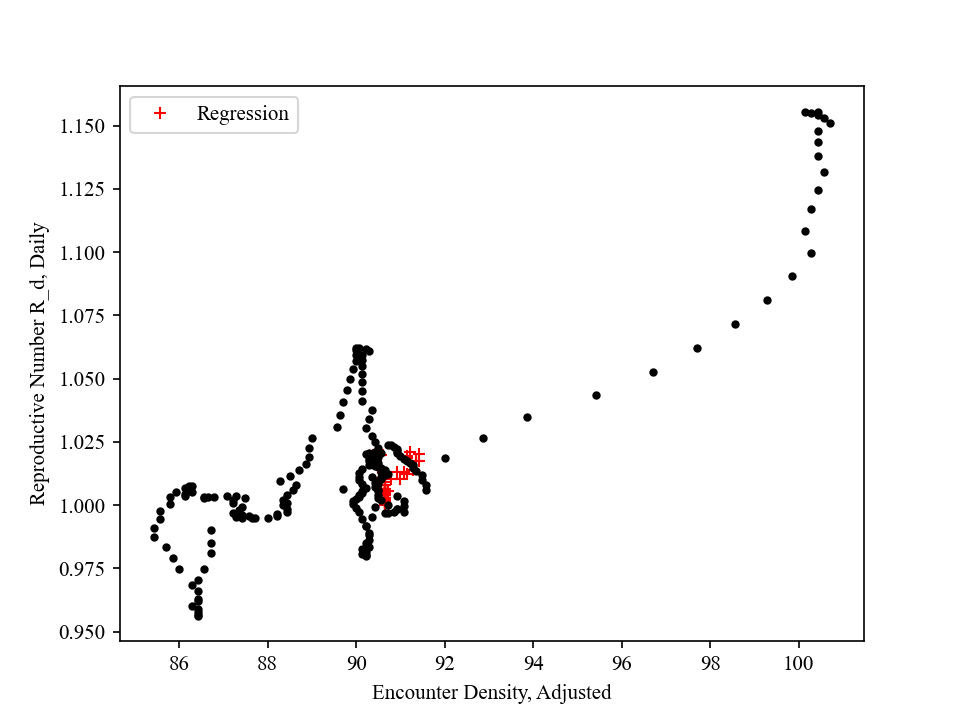 Regression
1.150
1.125
1.100
1.075
1.050
1.025
1.000
0.975
0.950
Reproductive Number R_d, Daily
86 88 90 92 94 96 98 100
Encounter Density, Adjusted